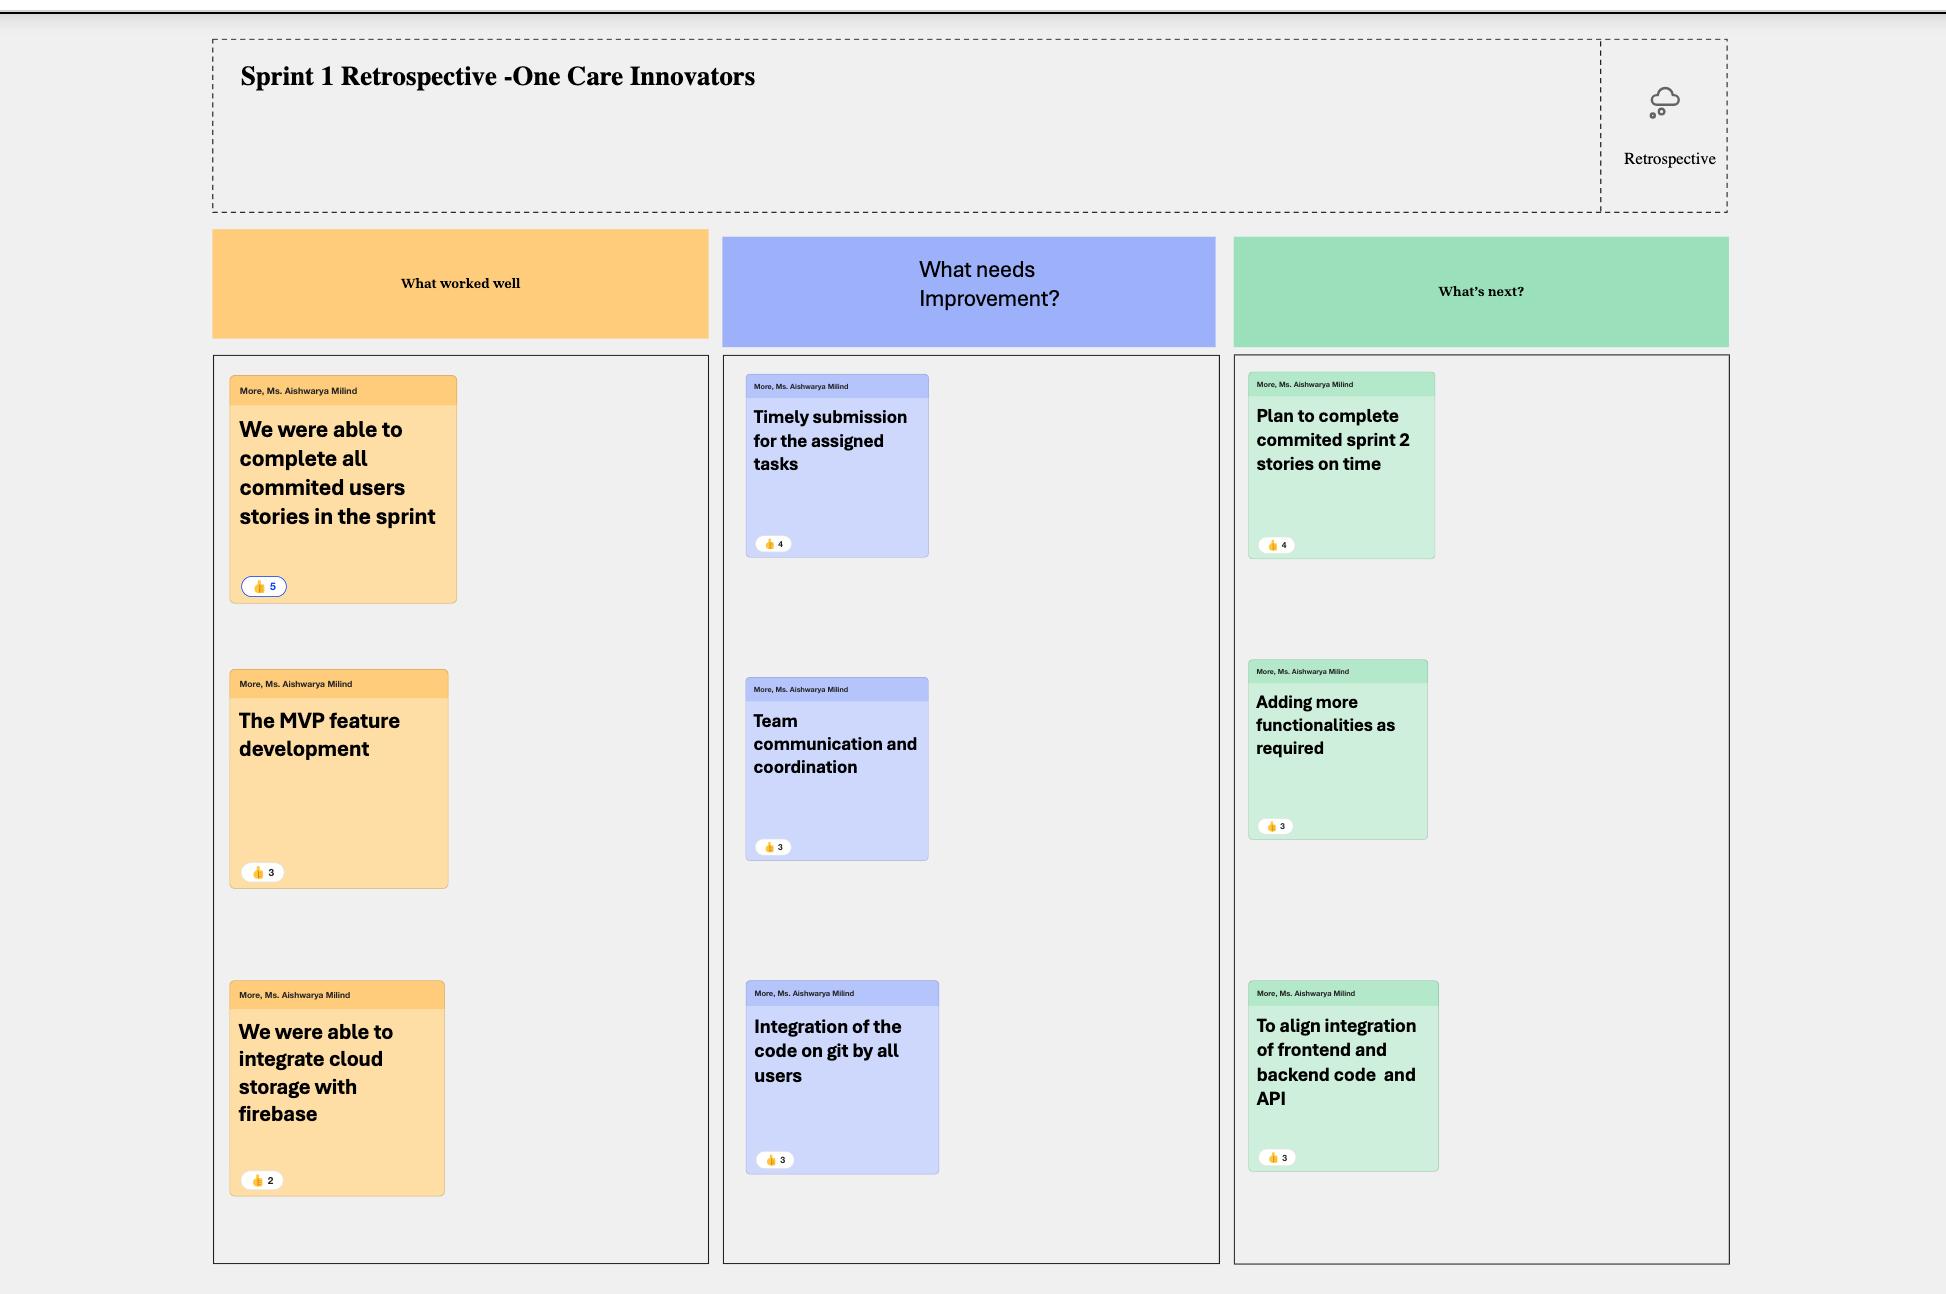 Sprint 1 Retrospective -One Care Innovators
Retrospective
What worked well
More, Ms. Aishwarya Milind
We were able to
complete all
commited users
stories in the sprint
👍 5
More, Ms. Aishwarya Milind
The MVP feature
development
👍 3
More, Ms. Aishwarya Milind
We were able to
integrate cloud
storage with
firebase
👍 2
What needs
Improvement?
More, Ms. Aishwarya Milind
Timely submission
for the assigned
tasks
👍 4
More, Ms. Aishwarya Milind
Team
communication and
coordination
👍 3
More, Ms. Aishwarya Milind
Integration of the
code on git by all
users
👍 3
What's next?
More, Ms. Aishwarya Milind
Plan to complete
commited sprint 2
stories on time
👍 4
More, Ms. Aishwarya Milind
Adding more
functionalities as
required
👍 3
More, Ms. Aishwarya Milind
To align integration
of frontend and
backend code  and
API
👍 3